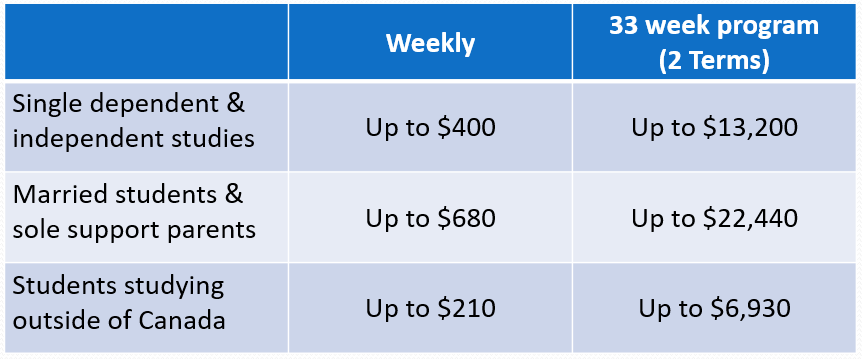 Weekly
33 week program
(2 Terms)
Single dependent &
independent studies
Up to $400
Up to $13,200
Married students &
sole support parents
Up to $680
Up to $22,440
Students studying
outside of Canada
Up to $210
Up to $6,930